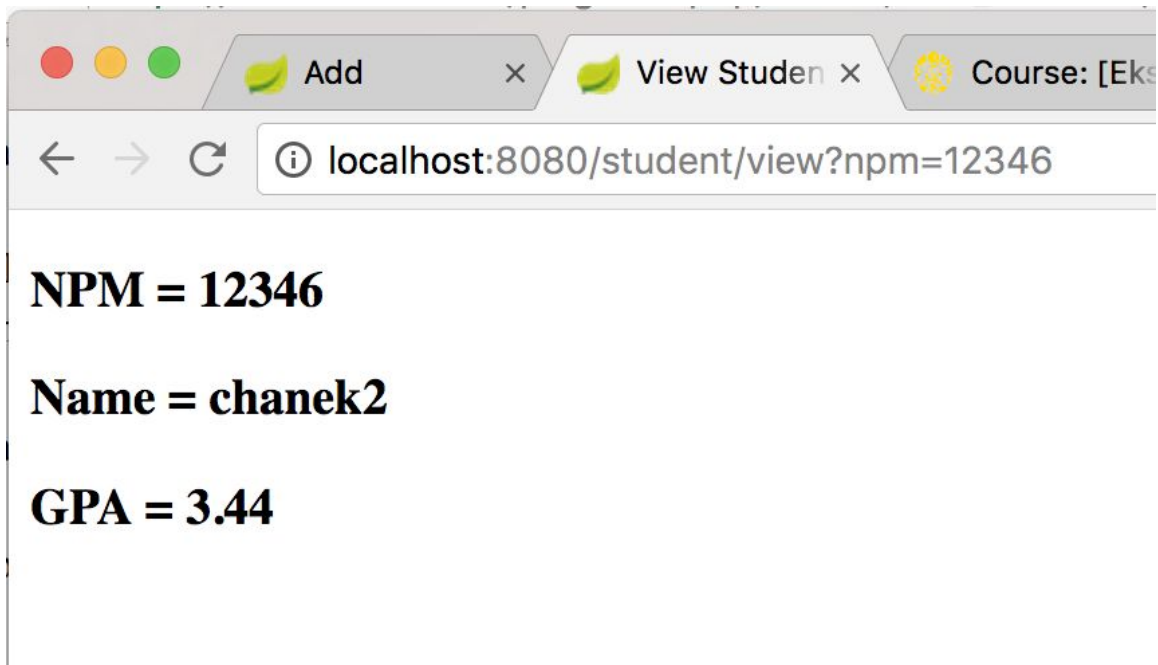 Add
View Studen
Course: [Eks
localhost:8080/student/view?npm=12346
NPM = 12346
Name = chanek2
GPA = 3.44